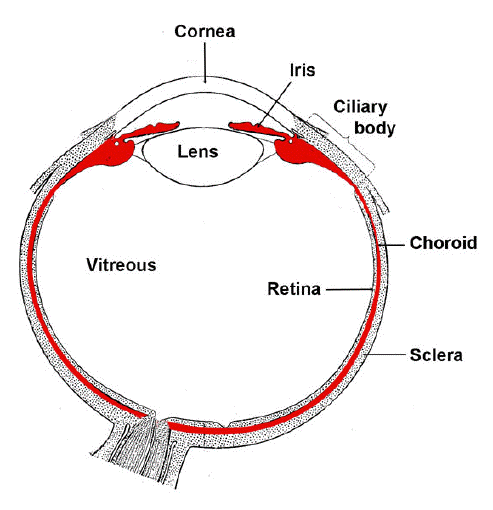 Cornea
Iris
Ciliary
body
Lens
Choroid
Vitreous
Retina
Sclera